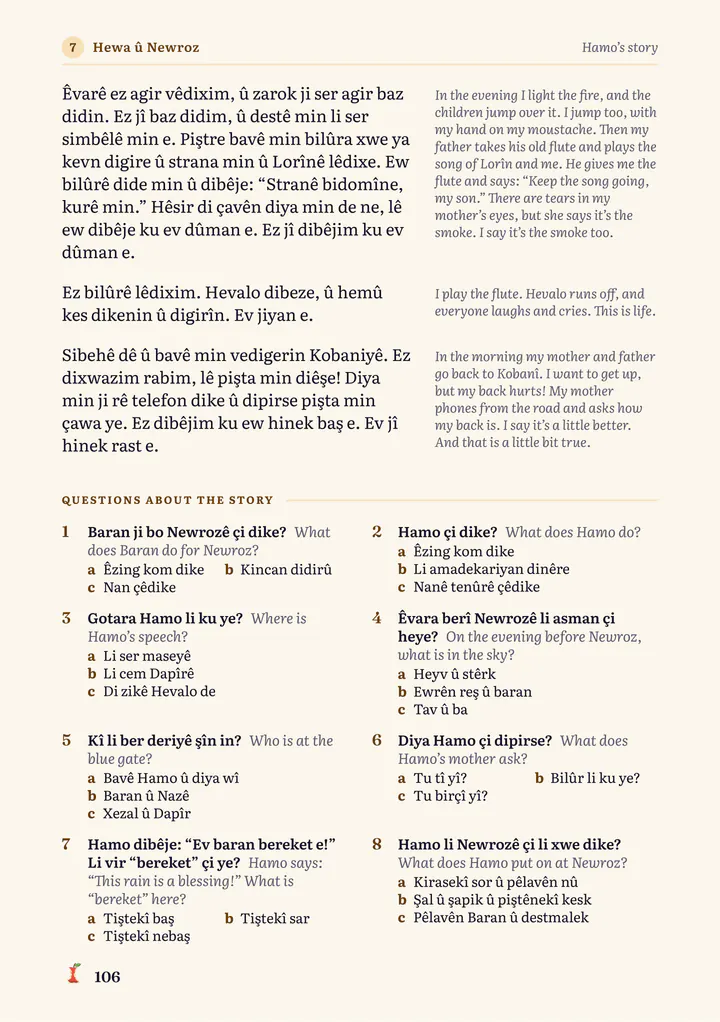 7 Hewa û Newroz
Hamo’s story
Êvarê ez agir vêdixim, û zarok ji ser agir baz
didin. Ez jî baz didim, û destê min li ser
simbêlê min e. Piştre bavê min bilûra xwe ya
kevn digire û strana min û Lorînê lêdixe. Ew
bilûrê dide min û dibêje: “Stranê bidomîne,
kurê min.” Hêsir di çavên diya min de ne, lê
ew dibêje ku ev dûman e. Ez jî dibêjim ku ev
dûman e.
In the evening I light the fire, and the
children jump over it. I jump too, with
my hand on my moustache. Then my
father takes his old flute and plays the
song of Lorîn and me. He gives me the
flute and says: “Keep the song going,
my son.” There are tears in my
mother’s eyes, but she says it’s the
smoke. I say it’s the smoke too.
Ez bilûrê lêdixim. Hevalo dibeze, û hemû
kes dikenin û digirîn. Ev jiyan e.
I play the flute. Hevalo runs off, and
everyone laughs and cries. This is life.
Sibehê dê û bavê min vedigerin Kobaniyê. Ez
dixwazim rabim, lê pişta min diêşe! Diya
min ji rê telefon dike û dipirse pişta min
çawa ye. Ez dibêjim ku ew hinek baş e. Ev jî
hinek rast e.
In the morning my mother and father
go back to Kobanî. I want to get up,
but my back hurts! My mother
phones from the road and asks how
my back is. I say it’s a little better.
And that is a little bit true.
QUESTIONS ABOUT THE STORY
1 Baran ji bo Newrozê çi dike? What
does Baran do for Newroz?
a Êzing kom dike b Kincan didirû
c Nan çêdike
2 Hamo çi dike? What does Hamo do?
a Êzing kom dike
b Li amadekariyan dinêre
c Nanê tenûrê çêdike
3 Gotara Hamo li ku ye? Where is
Hamo’s speech?
a Li ser maseyê
b Li cem Dapîrê
c Di zikê Hevalo de
4 Êvara berî Newrozê li asman çi
heye? On the evening before Newroz,
what is in the sky?
a Heyv û stêrk
b Ewrên reş û baran
c Tav û ba
5 Kî li ber deriyê şîn in? Who is at the
blue gate?
a Bavê Hamo û diya wî
b Baran û Nazê
c Xezal û Dapîr
6 Diya Hamo çi dipirse? What does
Hamo’s mother ask?
a Tu tî yî? b Bilûr li ku ye?
c Tu birçî yî?
7 Hamo dibêje: “Ev baran bereket e!”
Li vir “bereket” çi ye? Hamo says:
“This rain is a blessing!” What is
“bereket” here?
a Tiştekî baş b Tiştekî sar
c Tiştekî nebaş
8 Hamo li Newrozê çi li xwe dike?
What does Hamo put on at Newroz?
a Kirasekî sor û pêlavên nû
b Şal û şapik û piştênekî kesk
c Pêlavên Baran û destmalek
106